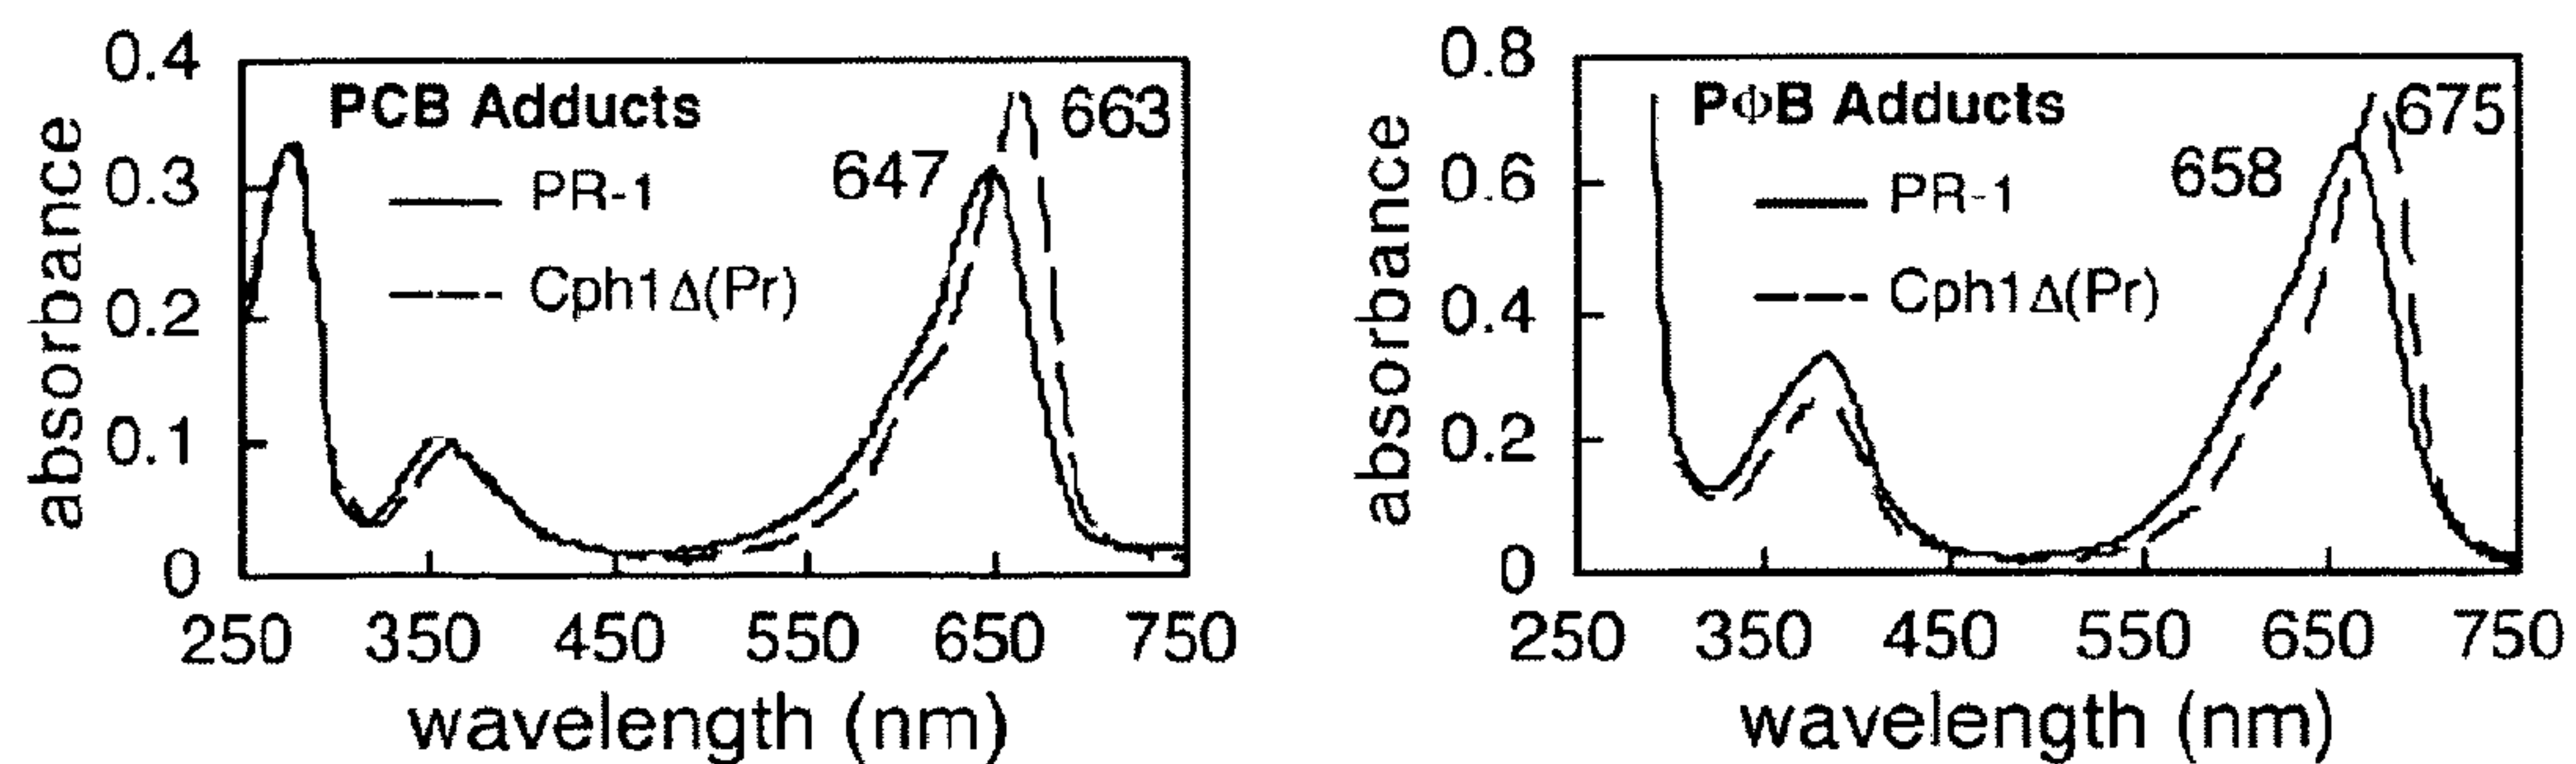 PCB Adducts
PR-1
Cph1Δ(Pr)
647
663
0.4
0.3
0.2
0.1
0
absorbance
250 350 450 550 650 750
wavelength (nm)
PΦB Adducts
PR-1
Cph1Δ(Pr)
658
675
0.8
0.6
0.4
0.2
0
absorbance
250 350 450 550 650 750
wavelength (nm)